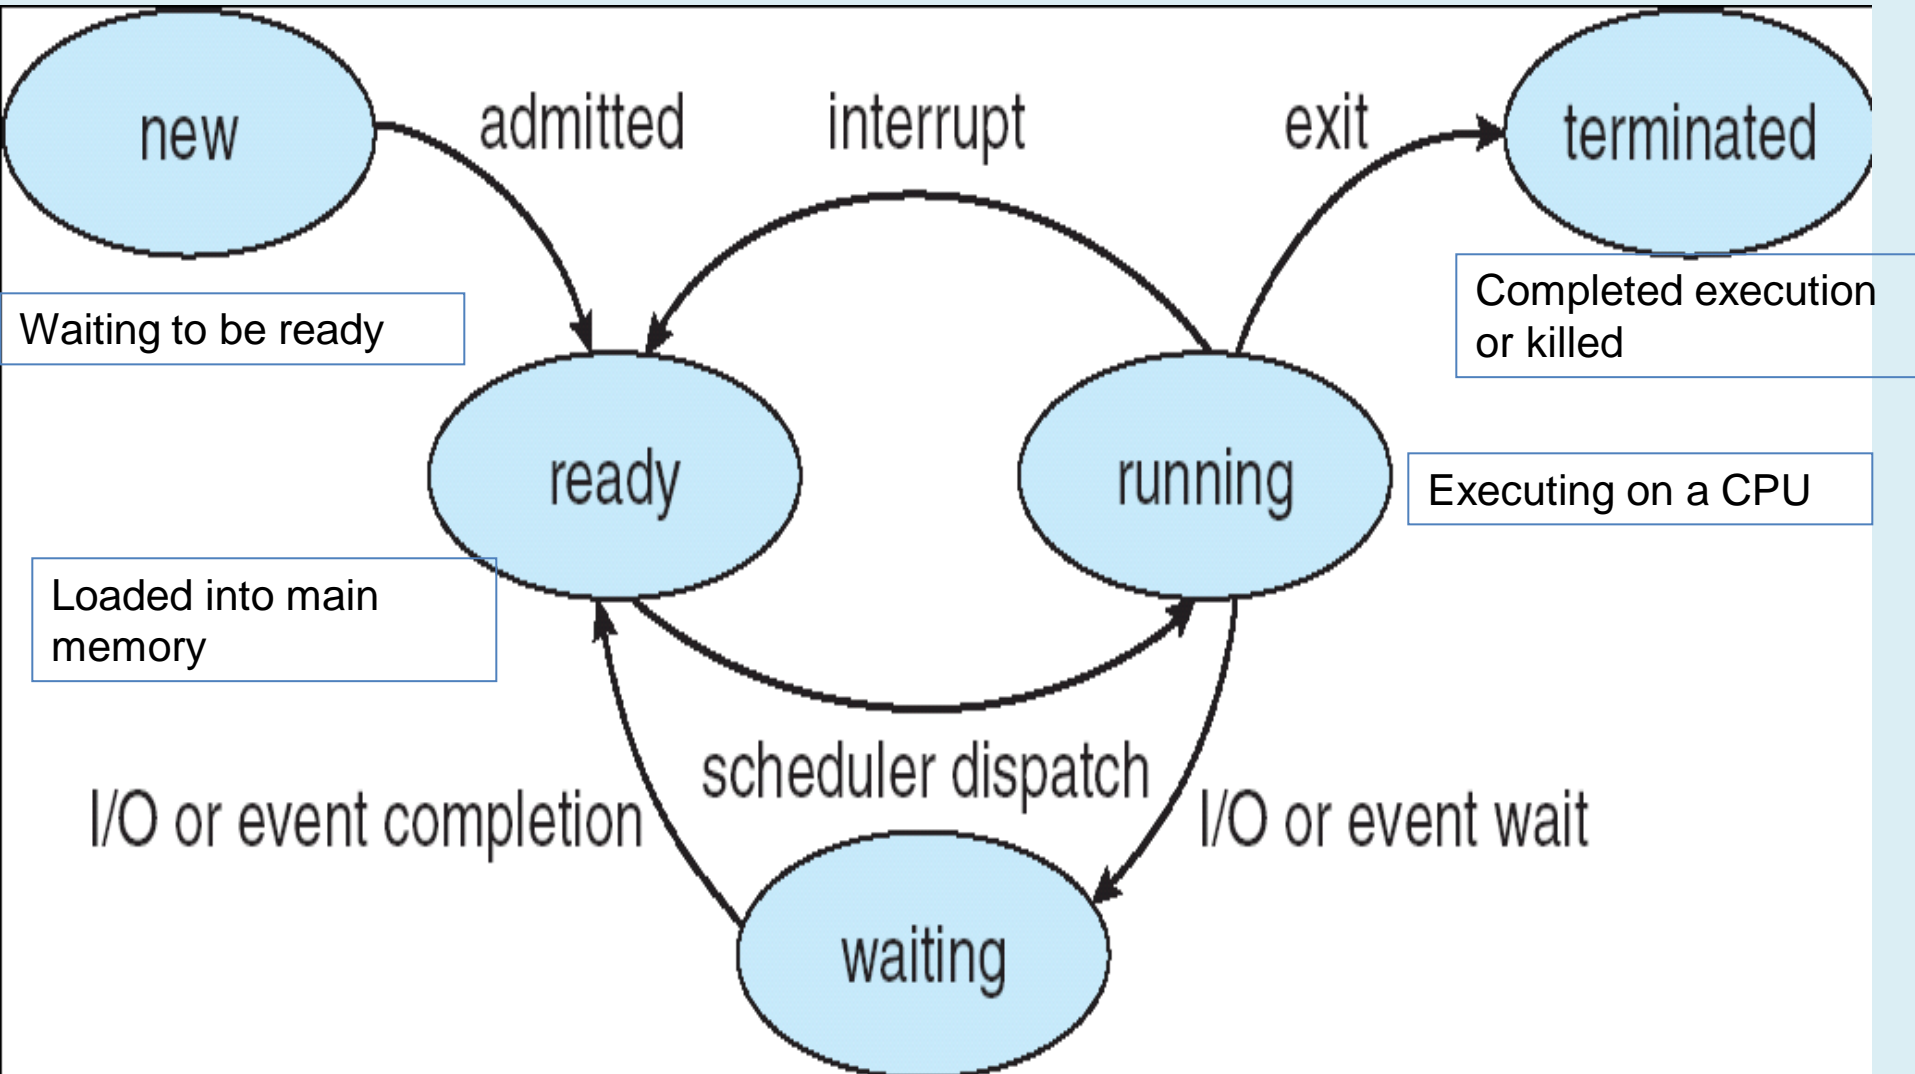 new
admitted
interrupt
exit
terminated
Waiting to be ready
Completed execution
or killed
ready
running
Executing on a CPU
Loaded into main
memory
scheduler dispatch
I/O or event completion
I/O or event wait
waiting